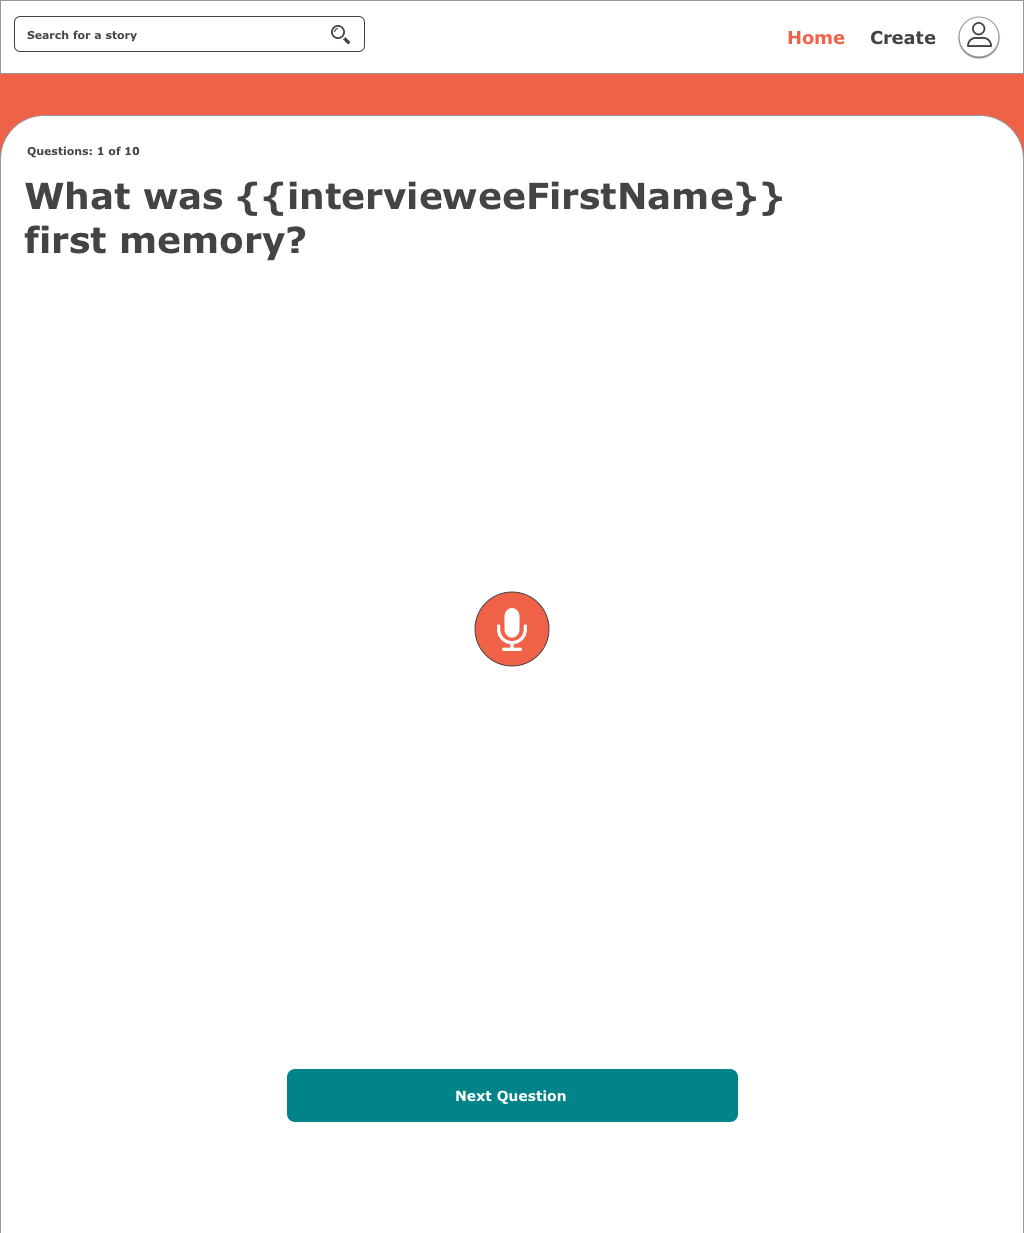 Search for a story
Home
Create
Questions: 1 of 10
What was {{intervieweeFirstName}}
first memory?
Next Question